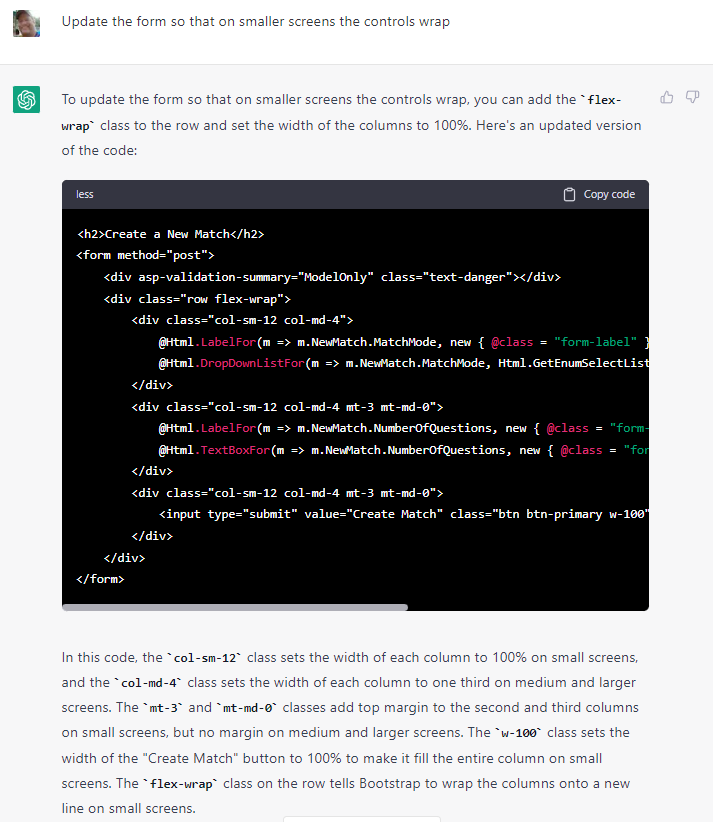 Update the form so that on smaller screens the controls wrap
To update the form so that on smaller screens the controls wrap, you can add the `flex-
wrap` class to the row and set the width of the columns to 100%. Here's an updated version
of the code:
less
Copy code
<h2>Create a New Match</h2>
<form method="post">
    <div asp-validation-summary="ModelOnly" class="text-danger"></div>
    <div class="row flex-wrap">
        <div class="col-sm-12 col-md-4">
            @Html.LabelFor(m => m.NewMatch.MatchMode, new { @class = "form-label" }
            @Html.DropDownListFor(m => m.NewMatch.MatchMode, Html.GetEnumSelectList
        </div>
        <div class="col-sm-12 col-md-4 mt-3 mt-md-0">
            @Html.LabelFor(m => m.NewMatch.NumberOfQuestions, new { @class = "form-
            @Html.TextBoxFor(m => m.NewMatch.NumberOfQuestions, new { @class = "for
        </div>
        <div class="col-sm-12 col-md-4 mt-3 mt-md-0">
            <input type="submit" value="Create Match" class="btn btn-primary w-100"
        </div>
    </div>
</form>
In this code, the `col-sm-12` class sets the width of each column to 100% on small screens,
and the `col-md-4` class sets the width of each column to one third on medium and larger
screens. The `mt-3` and `mt-md-0` classes add top margin to the second and third columns
on small screens, but no margin on medium and larger screens. The `w-100` class sets the
width of the "Create Match" button to 100% to make it fill the entire column on small
screens. The `flex-wrap` class on the row tells Bootstrap to wrap the columns onto a new
line on small screens.